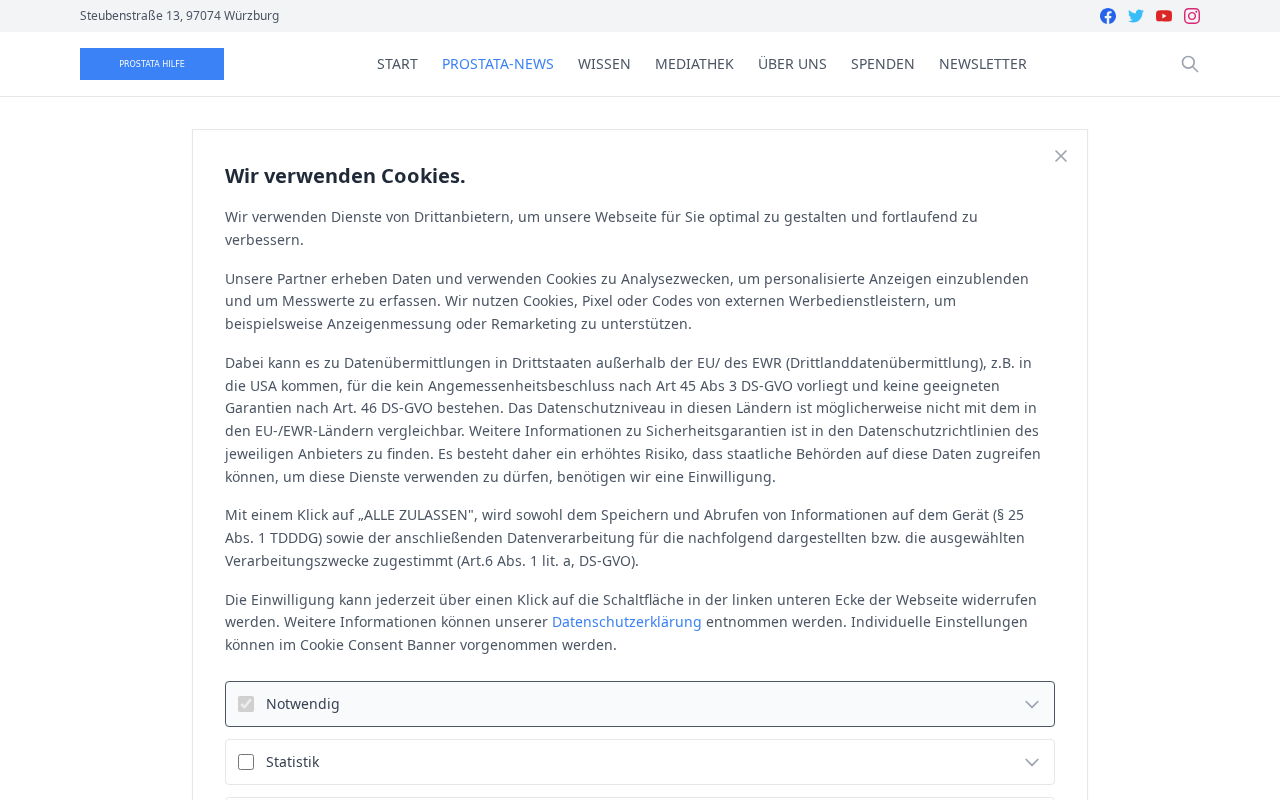 Steubenstraße 13, 97074 Würzburg
PROSTATA HILFE
START
PROSTATA-NEWS
WISSEN
MEDIATHEK
ÜBER UNS
SPENDEN
NEWSLETTER
Wir verwenden Cookies.
Wir verwenden Dienste von Drittanbietern, um unsere Webseite für Sie optimal zu gestalten und fortlaufend zu
verbessern.
Unsere Partner erheben Daten und verwenden Cookies zu Analysezwecken, um personalisierte Anzeigen einzublenden
und um Messwerte zu erfassen. Wir nutzen Cookies, Pixel oder Codes von externen Werbedienstleistern, um
beispielsweise Anzeigenmessung oder Remarketing zu unterstützen.
Dabei kann es zu Datenübermittlungen in Drittstaaten außerhalb der EU/ des EWR (Drittlanddatenübermittlung), z.B. in
die USA kommen, für die kein Angemessenheitsbeschluss nach Art 45 Abs 3 DS-GVO vorliegt und keine geeigneten
Garantien nach Art. 46 DS-GVO bestehen. Das Datenschutzniveau in diesen Ländern ist möglicherweise nicht mit dem in
den EU-/EWR-Ländern vergleichbar. Weitere Informationen zu Sicherheitsgarantien ist in den Datenschutzrichtlinien des
jeweiligen Anbieters zu finden. Es besteht daher ein erhöhtes Risiko, dass staatliche Behörden auf diese Daten zugreifen
können, um diese Dienste verwenden zu dürfen, benötigen wir eine Einwilligung.
Mit einem Klick auf „ALLE ZULASSEN", wird sowohl dem Speichern und Abrufen von Informationen auf dem Gerät (§ 25
Abs. 1 TDDDG) sowie der anschließenden Datenverarbeitung für die nachfolgend dargestellten bzw. die ausgewählten
Verarbeitungszwecke zugestimmt (Art.6 Abs. 1 lit. a, DS-GVO).
Die Einwilligung kann jederzeit über einen Klick auf die Schaltfläche in der linken unteren Ecke der Webseite widerrufen
werden. Weitere Informationen können unserer Datenschutzerklärung entnommen werden. Individuelle Einstellungen
können im Cookie Consent Banner vorgenommen werden.
Notwendig
Statistik